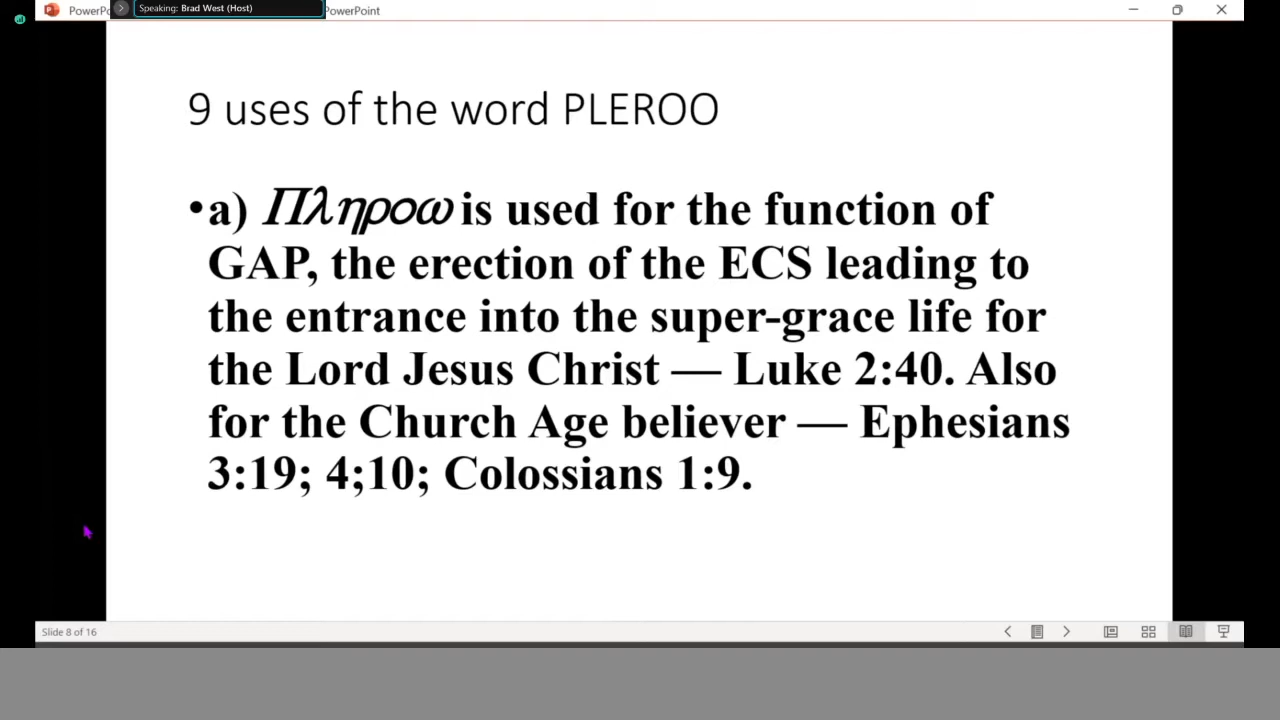 PowerPo
Speaking: Brad West (Host)
PowerPoint
9 uses of the word PLEROO
•a) Πληροω is used for the function of
GAP, the erection of the ECS leading to
the entrance into the super-grace life for
the Lord Jesus Christ — Luke 2:40. Also
for the Church Age believer — Ephesians
3:19; 4;10; Colossians 1:9.
Slide 8 of 16